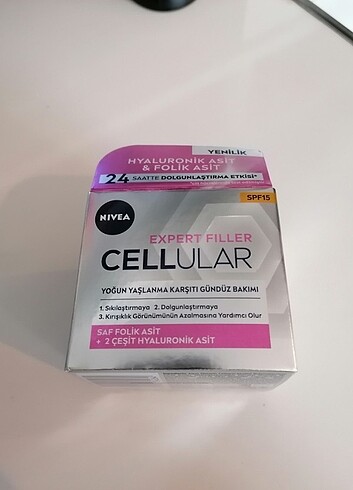 YENİLİK
HYALURONİK ASİT
& FOLİK ASİT
24 SAATTE DOLGUNLAŞTIRMA ETKİSİ*
SPF15
NIVEA
EXPERT FILLER
CELLULAR
YOĞUN YAŞLANMA KARŞITI GÜNDÜZ BAKIMI
1. Sıkılaştırmaya 2. Dolgunlaştırmaya
3. Kırışıklık Görünümünün Azalmasına Yardımcı Olur
SAF FOLİK ASİT
+ 2 ÇEŞİT HYALURONİK ASİT